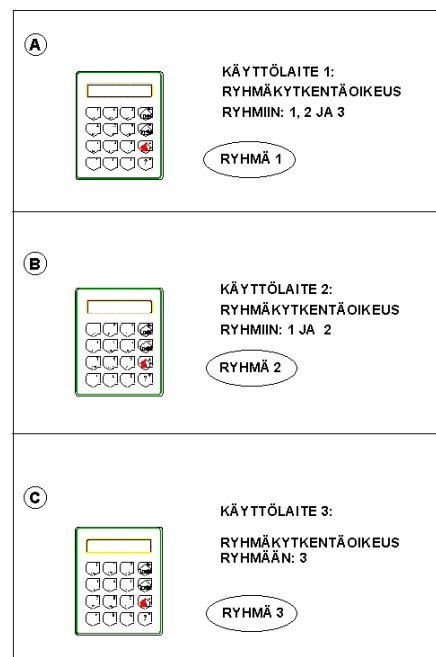 A
KÄYTTÖLAITE 1:
RYHMÄKYTKENTÄOIKEUS
RYHMIIN: 1, 2 JA 3
RYHMÄ 1
B
KÄYTTÖLAITE 2:
RYHMÄKYTKENTÄOIKEUS
RYHMIIN: 1 JA 2
RYHMÄ 2
C
KÄYTTÖLAITE 3:
RYHMÄKYTKENTÄOIKEUS
RYHMÄÄN: 3
RYHMÄ 3